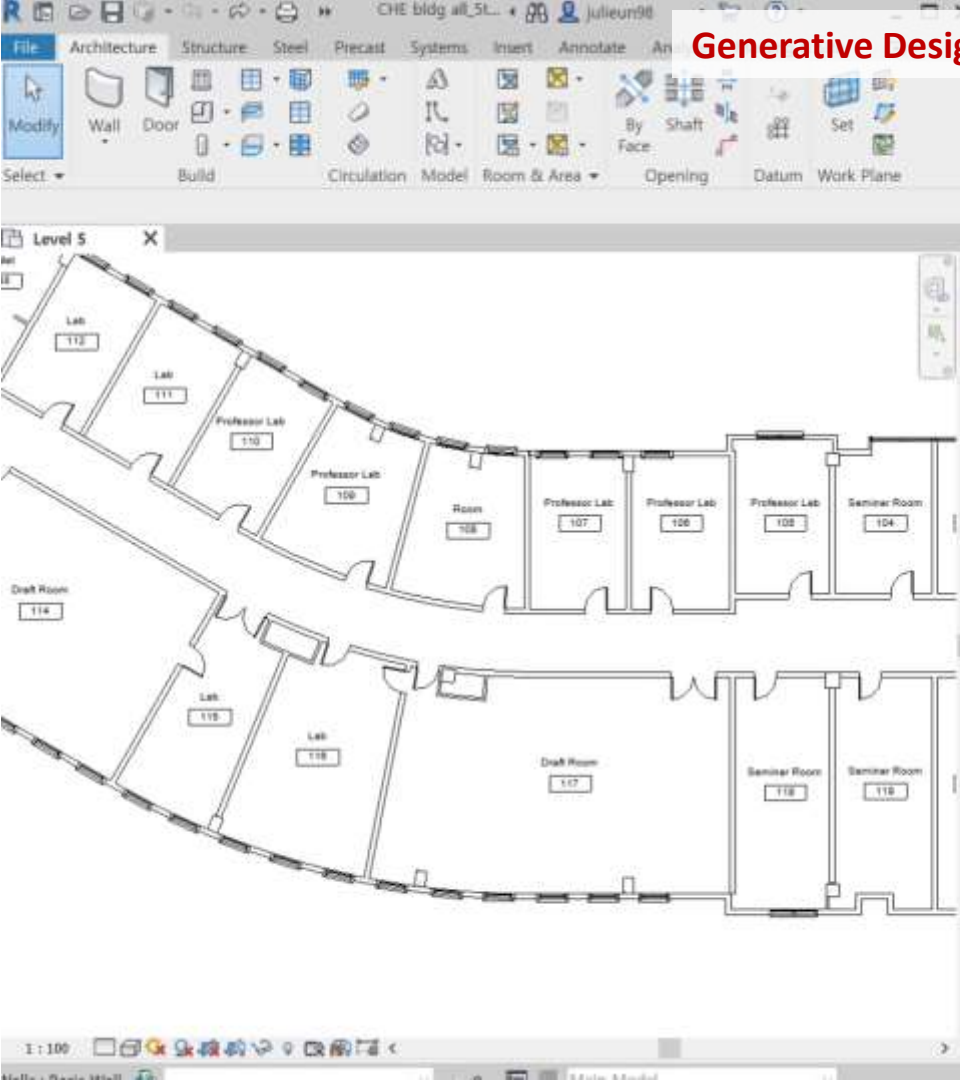 CHE bldg all_5t... julieun98
Generative Desig
File Architecture Structure Steel Precast Systems Insert Annotate
Modify Wall Door By Face Shaft Set
Select Build Circulation Model Room & Area Opening Datum Work Plane
Level 5
Lab
112
Lab
111
Professor Lab
110
Professor Lab
109
Room
Professor Lab
107
Professor Lab
106
Professor Lab
105
Seminar Room
104
Draft Room
114
Lab
115
Lab
116
Draft Room
117
Seminar Room
118
Seminar Room
119
1 : 100
Main Model